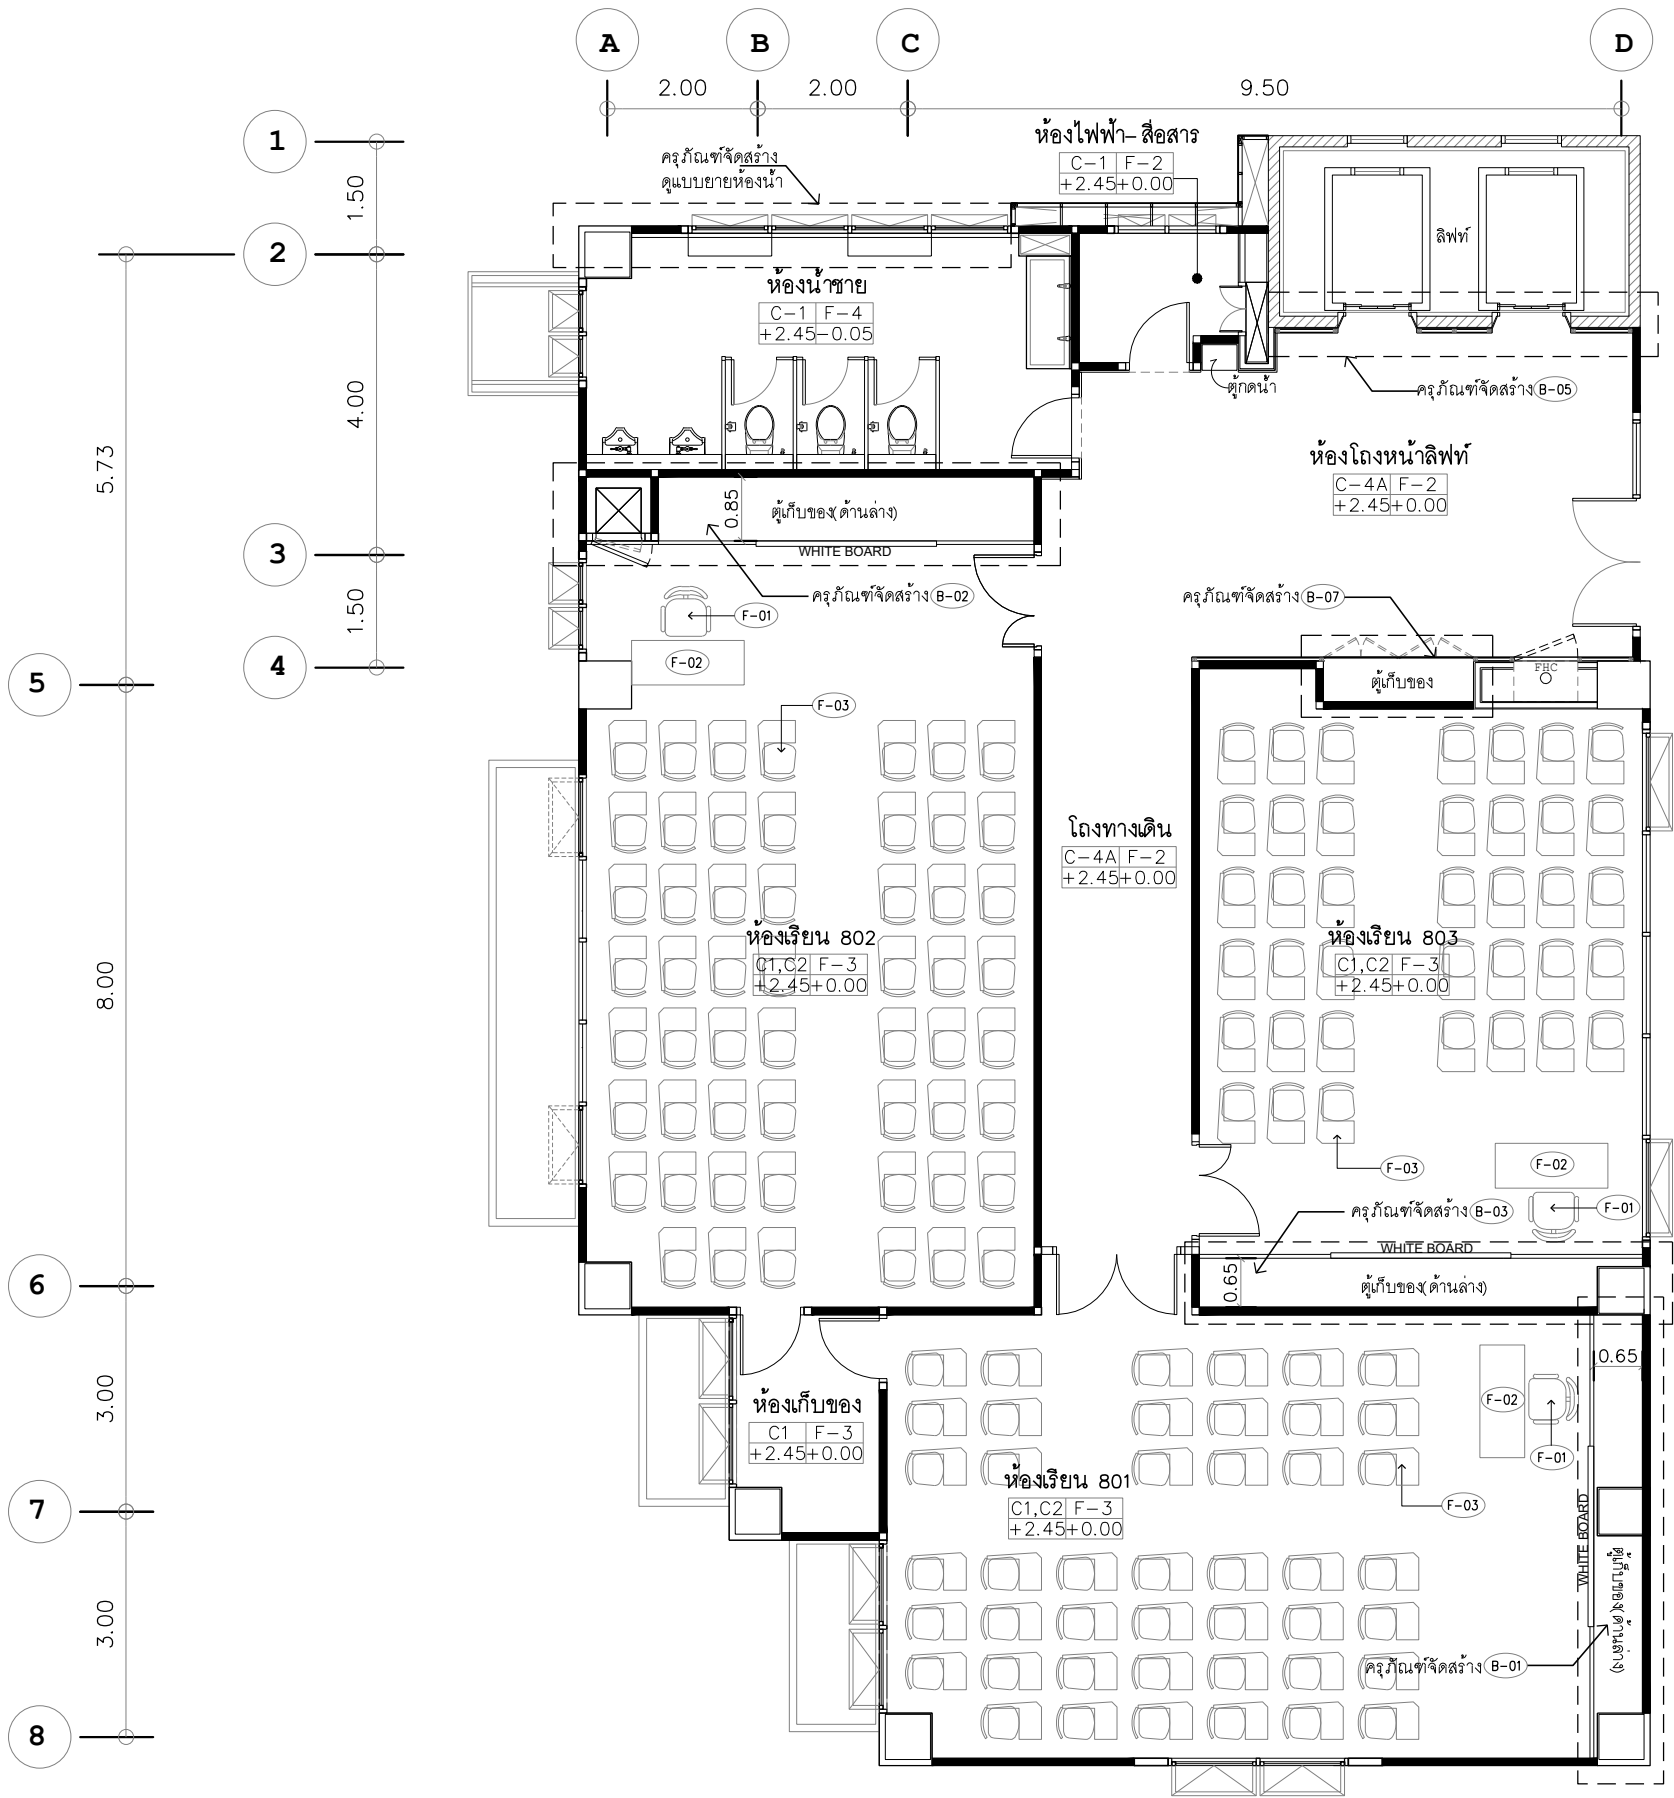 A B C D
2.00 2.00 9.50
1
ห้องไฟฟ้า-สื่อสาร
C-1 F-2
+2.45 +0.00
ครุภัณฑ์จัดสร้าง
ดูแบบขยายห้องน้ำ
1.50
2
ลิฟท์
ห้องน้ำชาย
C-1 F-4
+2.45 -0.05
4.00
ตู้กดน้ำ
ครุภัณฑ์จัดสร้าง B-05
5.73
ห้องโถงหน้าลิฟท์
C-4A F-2
+2.45 +0.00
0.85
ตู้เก็บของ(ด้านล่าง)
3
WHITE BOARD
ครุภัณฑ์จัดสร้าง B-02
ครุภัณฑ์จัดสร้าง B-07
1.50
F-01
F-02
4
5
FHC
ตู้เก็บของ
F-03
โถงทางเดิน
C-4A F-2
+2.45 +0.00
ห้องเรียน 802
C1,C2 F-3
+2.45 +0.00
ห้องเรียน 803
C1,C2 F-3
+2.45 +0.00
8.00
F-03
F-02
F-01
ครุภัณฑ์จัดสร้าง B-03
WHITE BOARD
6
0.65
ตู้เก็บของ(ด้านล่าง)
0.65
3.00
ห้องเก็บของ
C1 F-3
+2.45 +0.00
F-02
F-01
ห้องเรียน 801
C1,C2 F-3
+2.45 +0.00
F-03
7
WHITE BOARD
ตู้เก็บของ(ด้านล่าง)
3.00
ครุภัณฑ์จัดสร้าง B-01
8